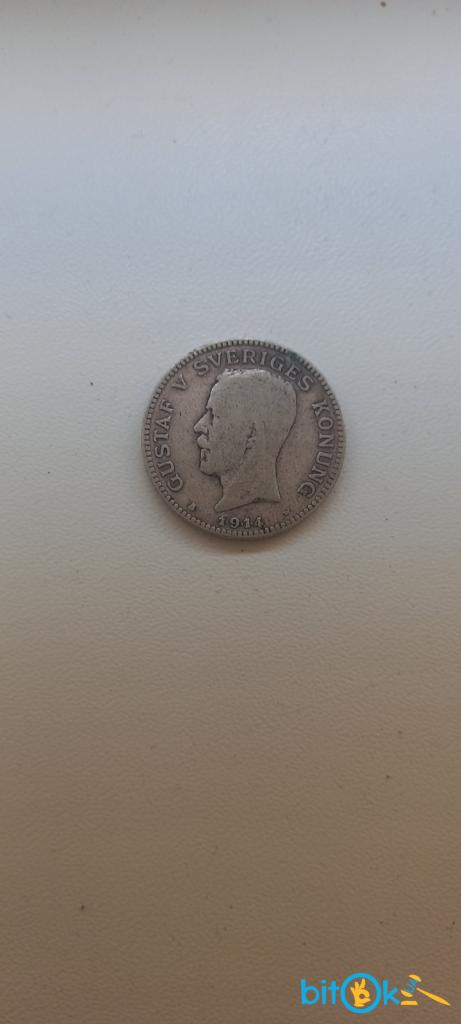 GUSTAF V SVERIGES KONUNG
1914
bitOk